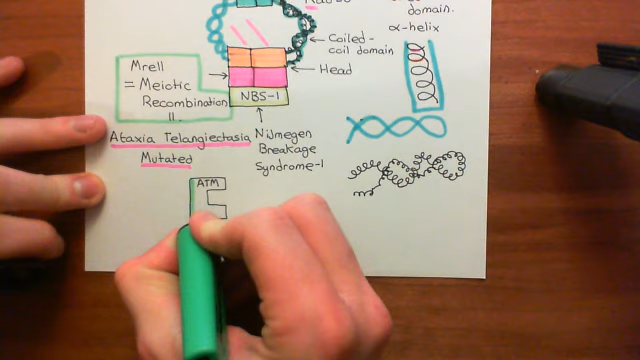 domain.
α-helix
Coiled-
coil domain
Head
Mrell
= Meiotic
Recombination
11.
NBS-1
Ataxia Telangiectasia
Mutated
Nijmegen
Breakage
Syndrome-1
ATM